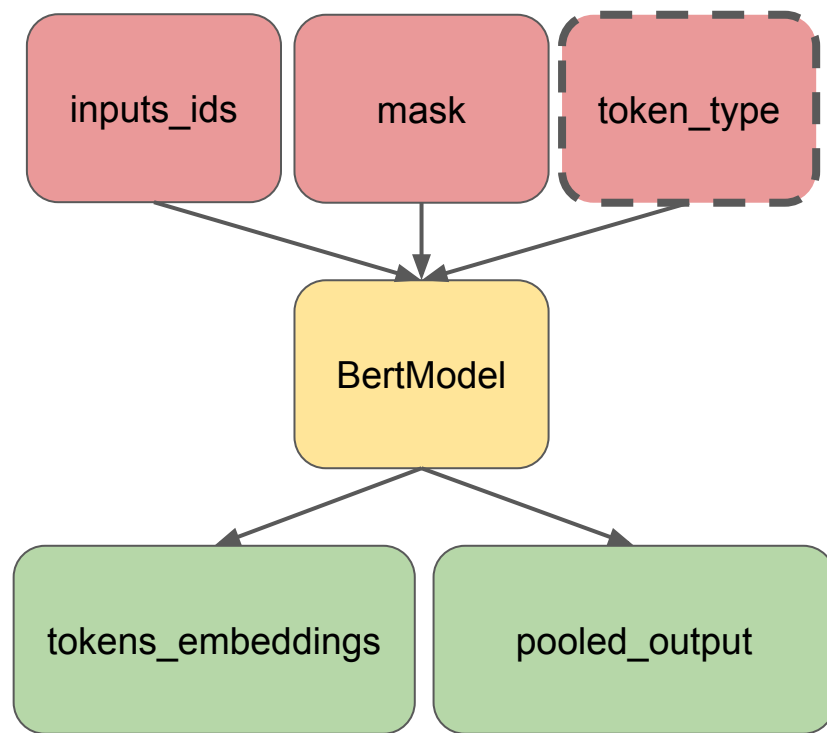 inputs_ids
mask
token_type
BertModel
tokens_embeddings
pooled_output